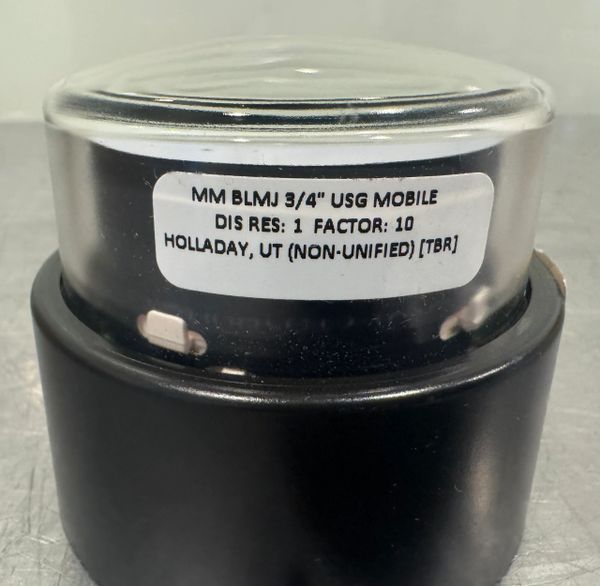 MM BLMJ 3/4" USG MOBILE
DIS RES: 1 FACTOR: 10
HOLLADAY, UT (NON-UNIFIED) [TBR]